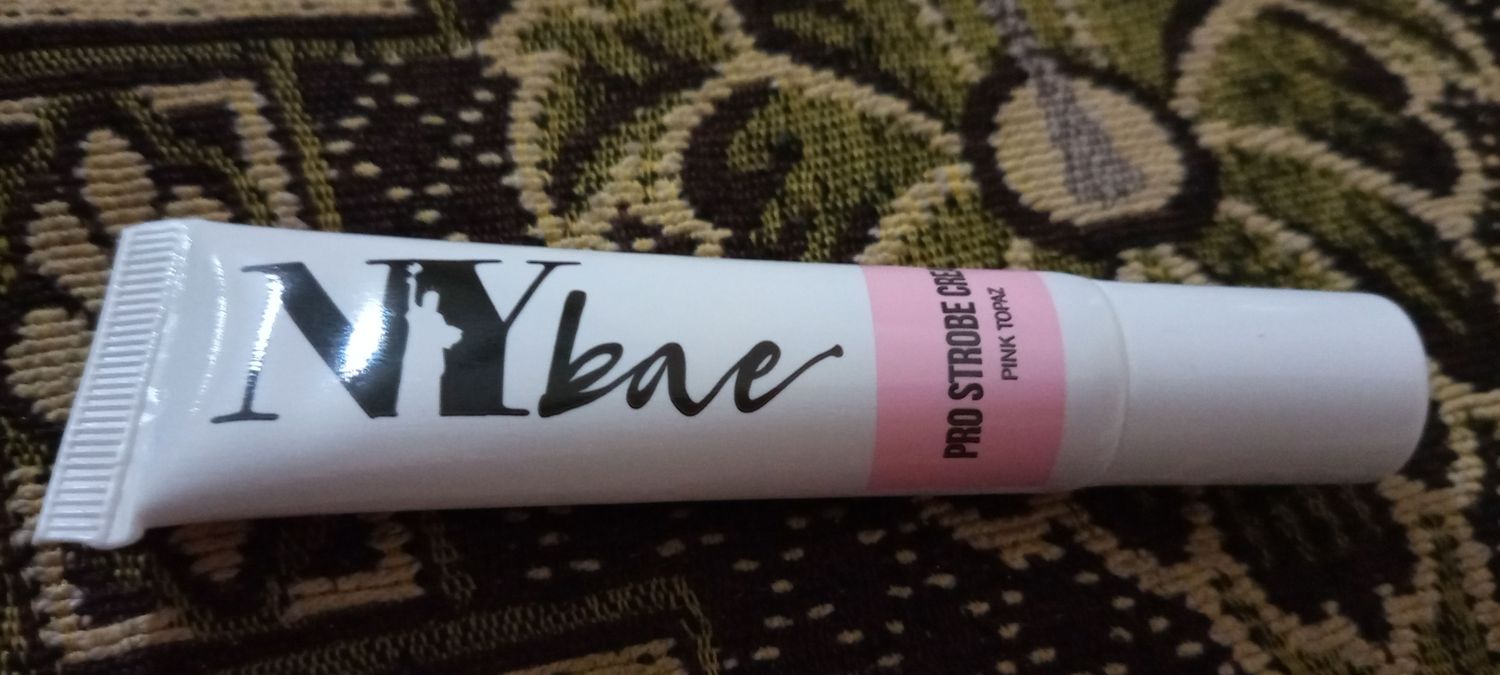 NYbae
PRO STROBE CRE
PINK TOPAZ